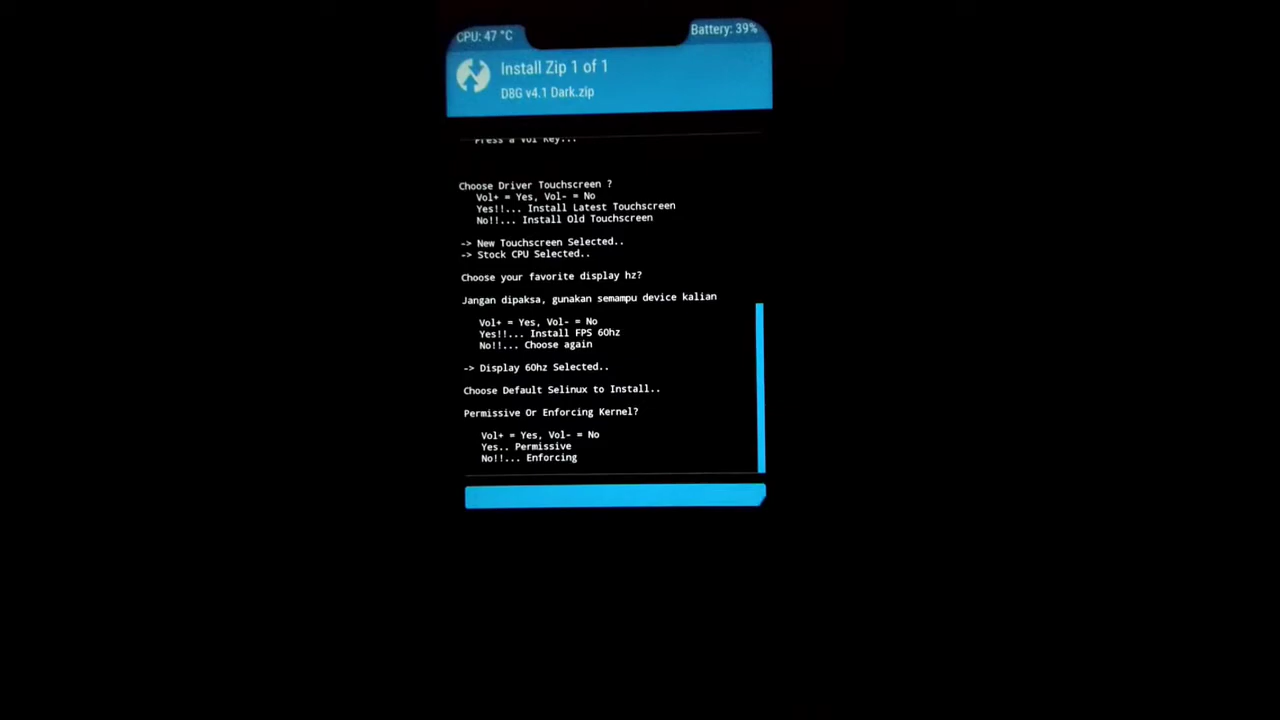 CPU: 47 °C
Battery: 39%
Install Zip 1 of 1
D8G v4.1 Dark.zip
Press a Vol Key...
Choose Driver Touchscreen ?
Vol+ = Yes, Vol- = No
Yes!!... Install Latest Touchscreen
No!!... Install Old Touchscreen
-> New Touchscreen Selected..
-> Stock CPU Selected..
Choose your favorite display hz?
Jangan dipaksa, gunakan semampu device kalian
Vol+ = Yes, Vol- = No
Yes!!... Install FPS 60hz
No!!... Choose again
-> Display 60hz Selected..
Choose Default Selinux to Install..
Permissive Or Enforcing Kernel?
Vol+ = Yes, Vol- = No
Yes.. Permissive
No!!... Enforcing